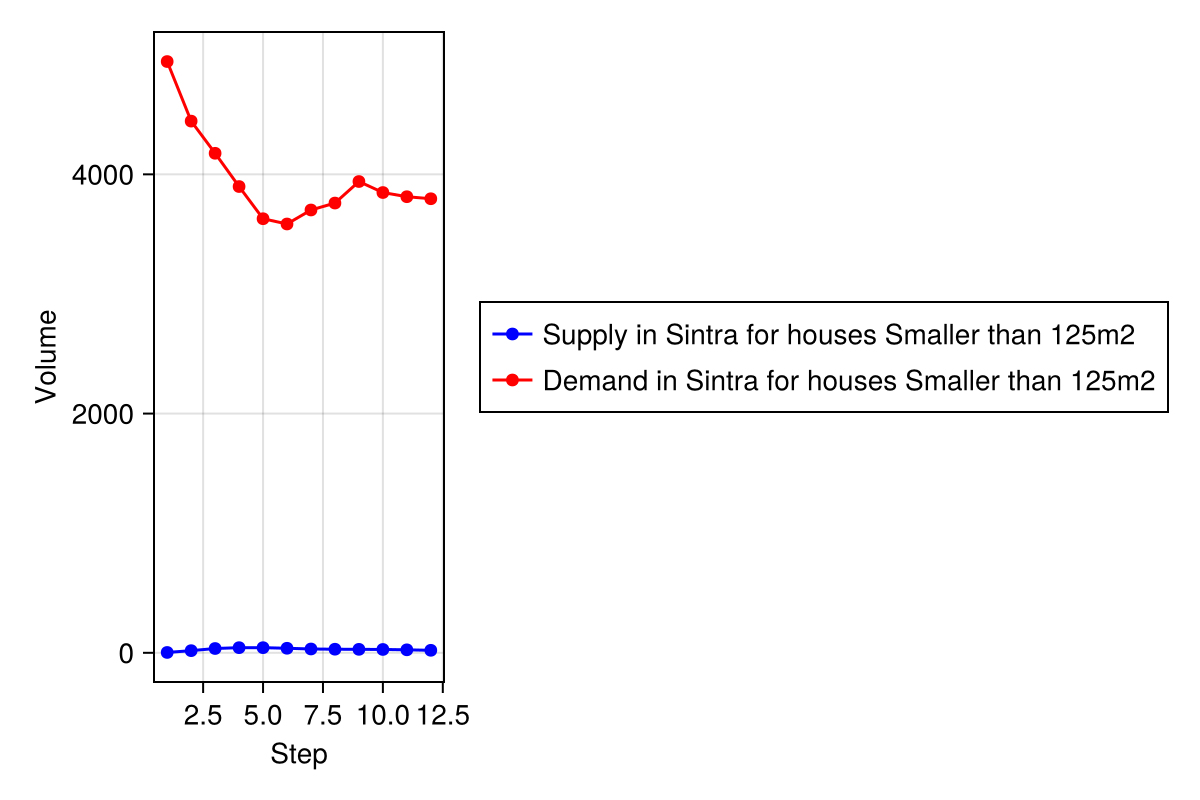 Volume
4000
2000
0
2.5 5.0 7.5 10.0 12.5
Step
Supply in Sintra for houses Smaller than 125m2
Demand in Sintra for houses Smaller than 125m2